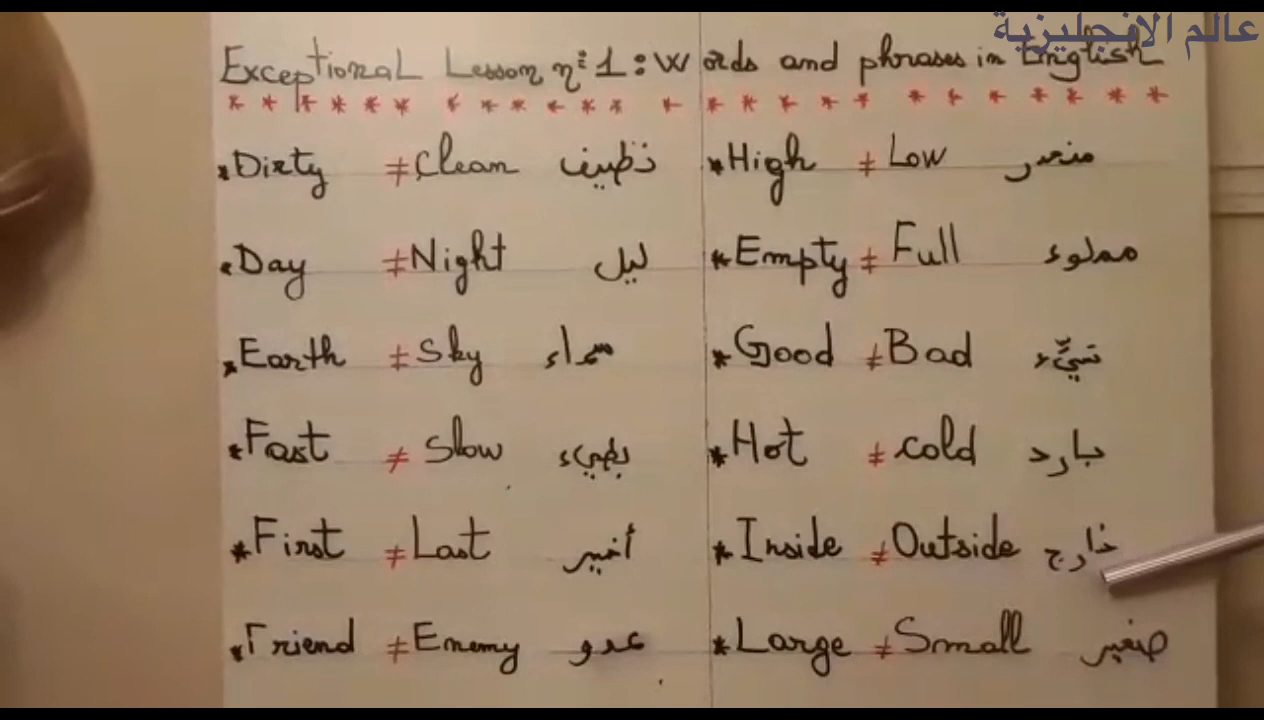 عالم الانجليزية
Exceptional Lesson n:1: Words and phrases in English
* Dirty ≠ Clean نظيف
* Day ≠ Night ليل
* Earth ≠ Sky سماء
* Fast ≠ Slow بطيء
* First ≠ Last أخير
* Friend ≠ Enemy عدو
* High ≠ Low منحدر
* Empty ≠ Full مملوء
* Good ≠ Bad سيّء
* Hot ≠ cold بارد
* Inside ≠ Outside خارج
* Large ≠ Small صغير